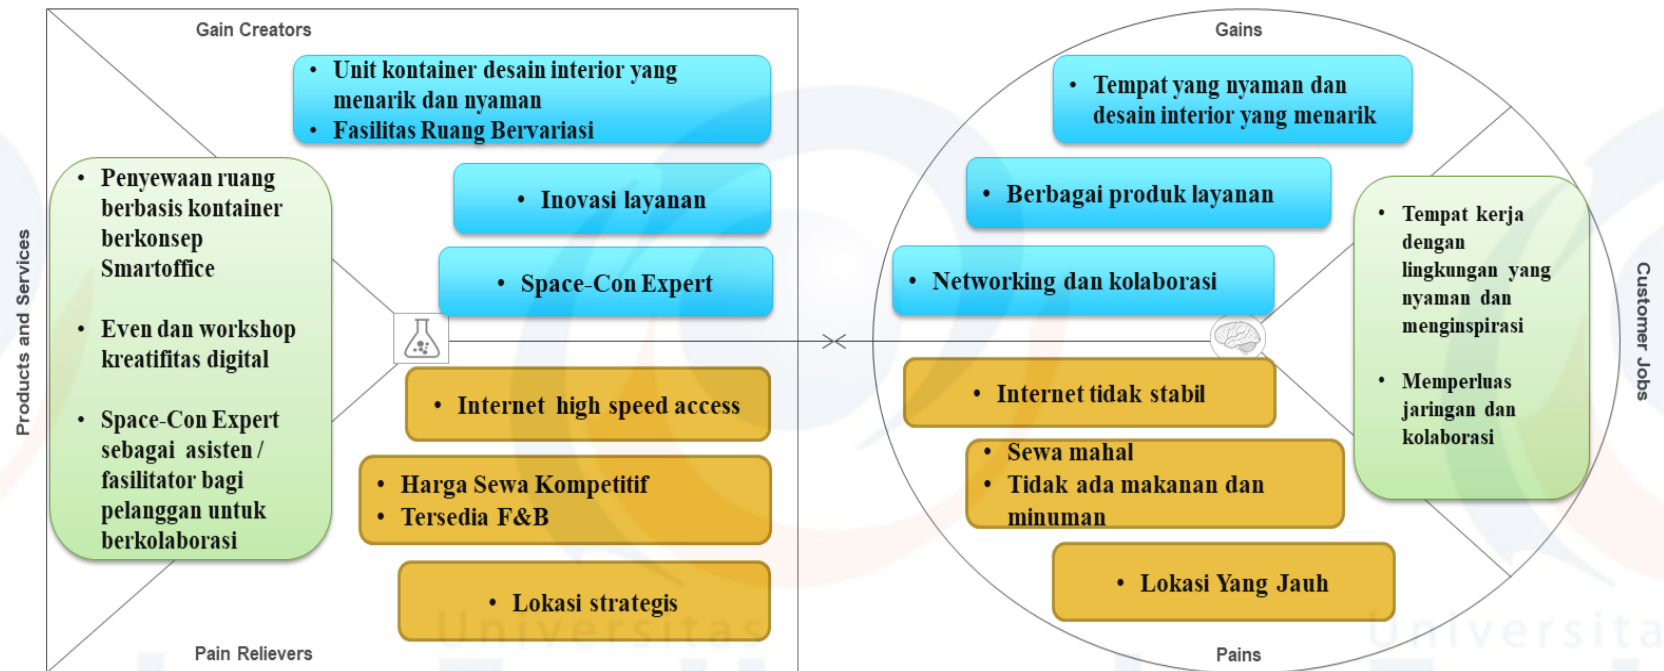 Gain Creators
• Unit kontainer desain interior yang
menarik dan nyaman
• Fasilitas Ruang Bervariasi
• Inovasi layanan
• Space-Con Expert
Products and Services
• Penyewaan ruang
berbasis kontainer
berkonsep
Smartoffice
• Even dan workshop
kreatifitas digital
• Space-Con Expert
sebagai asisten /
fasilitator bagi
pelanggan untuk
berkolaborasi
• Internet high speed access
• Harga Sewa Kompetitif
• Tersedia F&B
• Lokasi strategis
Pain Relievers
Gains
• Tempat yang nyaman dan
desain interior yang menarik
• Berbagai produk layanan
• Networking dan kolaborasi
Customer Jobs
• Tempat kerja
dengan
lingkungan yang
nyaman dan
menginspirasi
• Memperluas
jaringan dan
kolaborasi
• Internet tidak stabil
• Sewa mahal
• Tidak ada makanan dan
minuman
• Lokasi Yang Jauh
Pains
Universitas
Universita